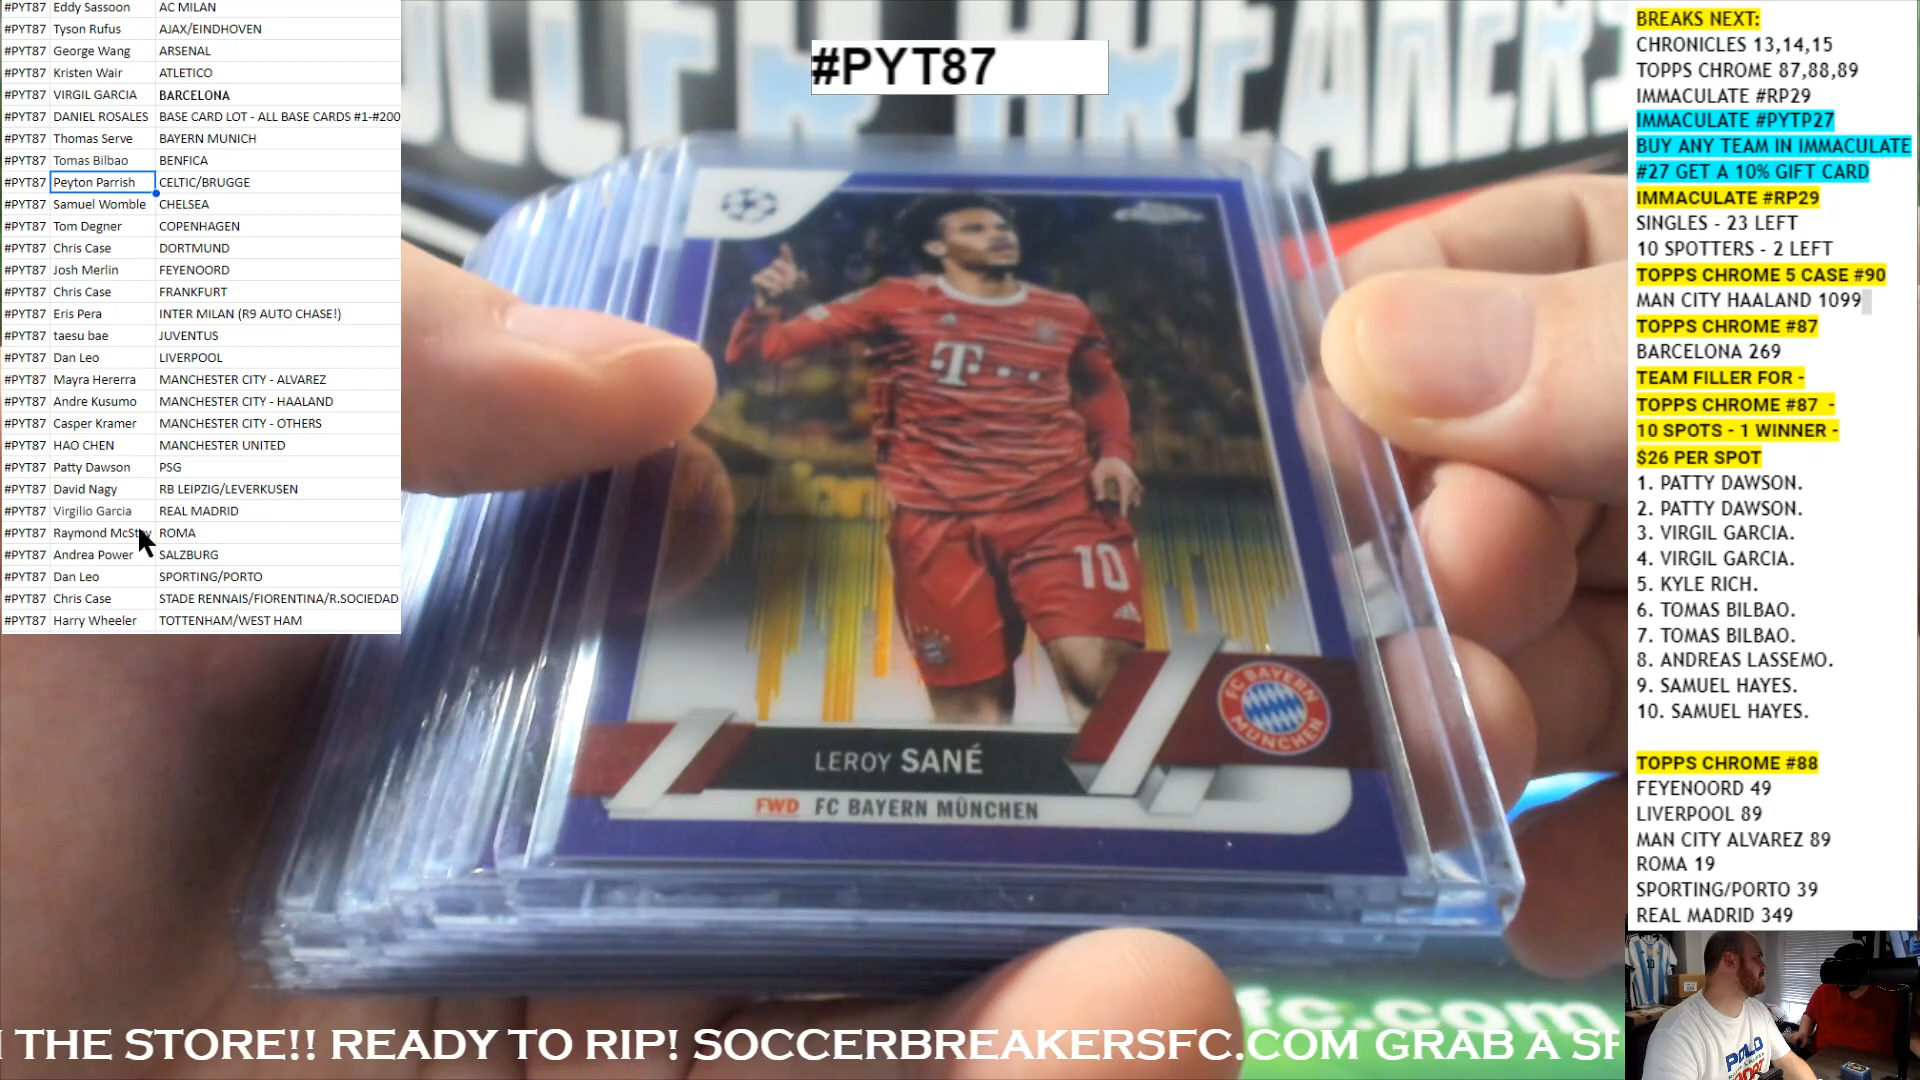 #PYT87 Eddy Sassoon AC MILAN
#PYT87 Tyson Rufus AJAX/EINDHOVEN
#PYT87 George Wang ARSENAL
#PYT87 Kristen Wair ATLETICO
#PYT87 VIRGIL GARCIA BARCELONA
#PYT87 DANIEL ROSALES BASE CARD LOT - ALL BASE CARDS #1-#200
#PYT87 Thomas Serve BAYERN MUNICH
#PYT87 Tomas Bilbao BENFICA
#PYT87 Peyton Parrish CELTIC/BRUGGE
#PYT87 Samuel Womble CHELSEA
#PYT87 Tom Degner COPENHAGEN
#PYT87 Chris Case DORTMUND
#PYT87 Josh Merlin FEYENOORD
#PYT87 Chris Case FRANKFURT
#PYT87 Eris Pera INTER MILAN (R9 AUTO CHASE!)
#PYT87 taesu bae JUVENTUS
#PYT87 Dan Leo LIVERPOOL
#PYT87 Mayra Hererra MANCHESTER CITY - ALVAREZ
#PYT87 Andre Kusumo MANCHESTER CITY - HAALAND
#PYT87 Casper Kramer MANCHESTER CITY - OTHERS
#PYT87 HAO CHEN MANCHESTER UNITED
#PYT87 Patty Dawson PSG
#PYT87 David Nagy RB LEIPZIG/LEVERKUSEN
#PYT87 Virgilio Garcia REAL MADRID
#PYT87 Raymond ROMA
#PYT87 Andrea Power SALZBURG
#PYT87 Dan Leo SPORTING/PORTO
#PYT87 Chris Case STADE RENNAIS/FIORENTINA/R.SOCIEDAD
#PYT87 Harry Wheeler TOTTENHAM/WEST HAM
#PYT87
T
10
FC BAYERN
MÜNCHEN
LEROY SANÉ
FWD FC BAYERN MÜNCHEN
fc.com
BREAKS NEXT:
CHRONICLES 13,14,15
TOPPS CHROME 87,88,89
IMMACULATE #RP29
IMMACULATE #PYTP27
BUY ANY TEAM IN IMMACULATE
#27 GET A 10% GIFT CARD
IMMACULATE #RP29
SINGLES - 23 LEFT
10 SPOTTERS - 2 LEFT
TOPPS CHROME 5 CASE #90
MAN CITY HAALAND 1099
TOPPS CHROME #87
BARCELONA 269
TEAM FILLER FOR -
TOPPS CHROME #87 -
10 SPOTS - 1 WINNER -
$26 PER SPOT
1. PATTY DAWSON.
2. PATTY DAWSON.
3. VIRGIL GARCIA.
4. VIRGIL GARCIA.
5. KYLE RICH.
6. TOMAS BILBAO.
7. TOMAS BILBAO.
8. ANDREAS LASSEMO.
9. SAMUEL HAYES.
10. SAMUEL HAYES.
TOPPS CHROME #88
FEYENOORD 49
LIVERPOOL 89
MAN CITY ALVAREZ 89
ROMA 19
SPORTING/PORTO 39
REAL MADRID 349
THE STORE!! READY TO RIP! SOCCERBREAKERSFC.COM GRAB A